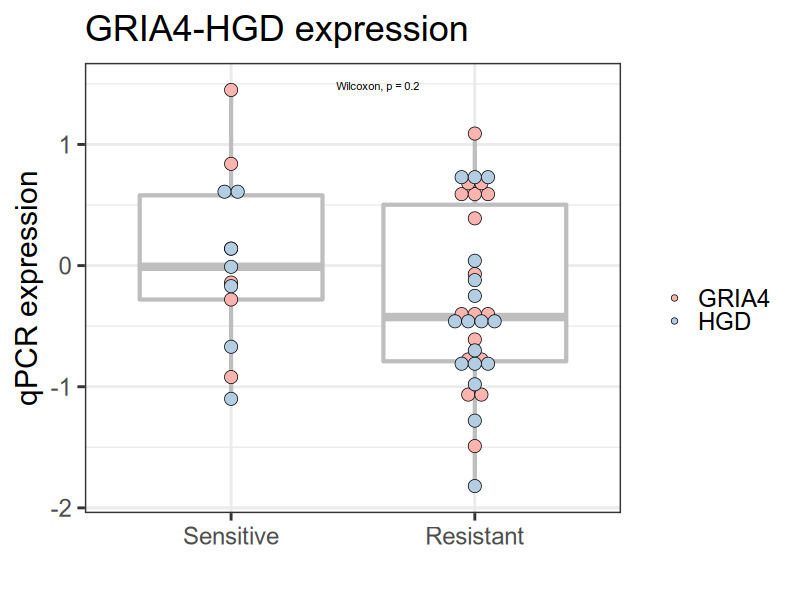 GRIA4-HGD expression
Wilcoxon, p = 0.2
qPCR expression
1
0
-1
-2
Sensitive
Resistant
GRIA4
HGD